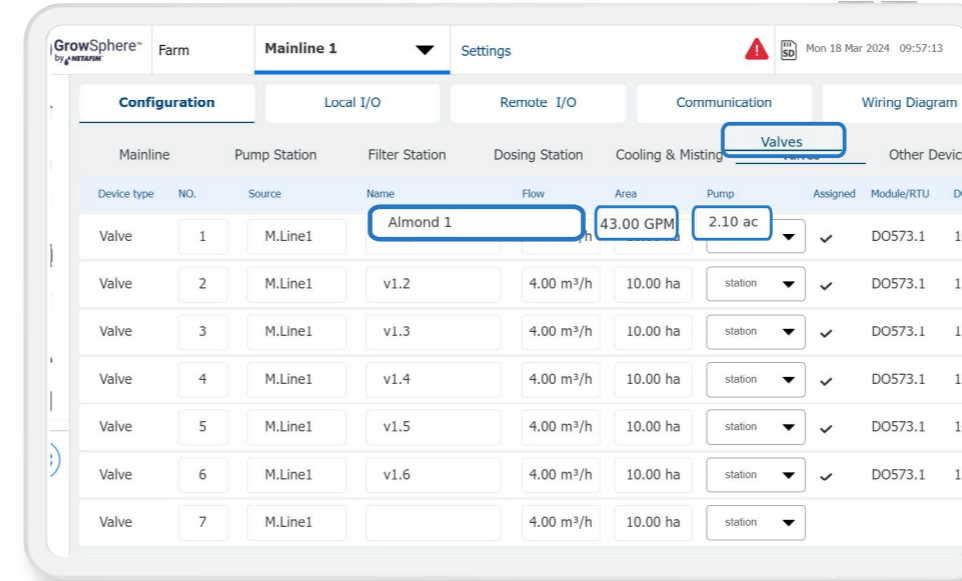 GrowSphere™ Farm Mainline 1 Settings SD Mon 18 Mar 2024 09:57:13
by NETAFIM
Configuration Local I/O Remote I/O Communication Wiring Diagram
Mainline Pump Station Filter Station Dosing Station Cooling & Misting Valves Other Devic
Device type NO. Source Name Flow Area Pump Assigned Module/RTU
Valve 1 M.Line1 Almond 1 43.00 GPM 2.10 ac DO573.1
Valve 2 M.Line1 v1.2 4.00 m³/h 10.00 ha station DO573.1
Valve 3 M.Line1 v1.3 4.00 m³/h 10.00 ha station DO573.1
Valve 4 M.Line1 v1.4 4.00 m³/h 10.00 ha station DO573.1
Valve 5 M.Line1 v1.5 4.00 m³/h 10.00 ha station DO573.1
Valve 6 M.Line1 v1.6 4.00 m³/h 10.00 ha station DO573.1
Valve 7 M.Line1 4.00 m³/h 10.00 ha station